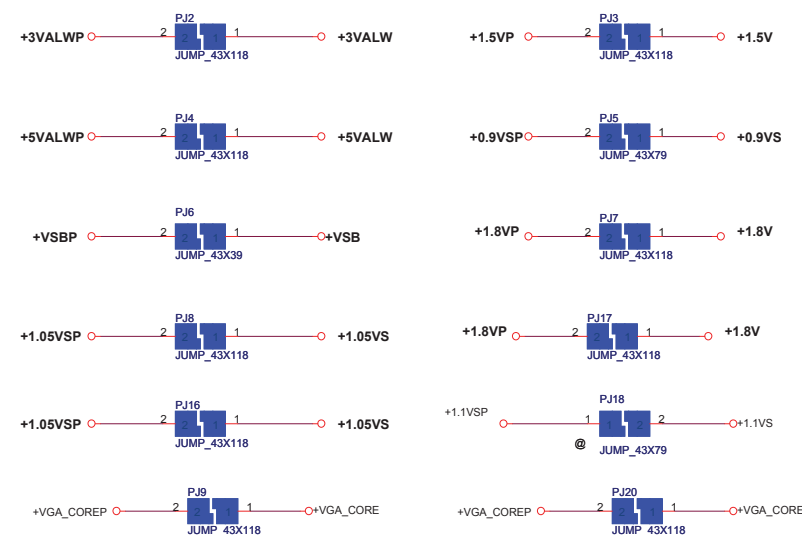 PJ2
+3VALWP 2 2 1 1 +3VALW
JUMP_43X118
PJ3
+1.5VP 2 2 1 1 +1.5V
JUMP_43X118
PJ4
+5VALWP 2 2 1 1 +5VALW
JUMP_43X118
PJ5
+0.9VSP 2 2 1 1 +0.9VS
JUMP_43X79
PJ6
+VSBP 2 2 1 1 +VSB
JUMP_43X39
PJ7
+1.8VP 2 2 1 1 +1.8V
JUMP_43X118
PJ8
+1.05VSP 2 2 1 1 +1.05VS
JUMP_43X118
PJ17
+1.8VP 2 2 1 1 +1.8V
JUMP_43X118
PJ16
+1.05VSP 2 2 1 1 +1.05VS
JUMP_43X118
PJ18
+1.1VSP 1 1 2 2 +1.1VS
@ JUMP_43X79
PJ9
+VGA_COREP 2 2 1 1 +VGA_CORE
JUMP_43X118
PJ20
+VGA_COREP 2 2 1 1 +VGA_CORE
JUMP_43X118